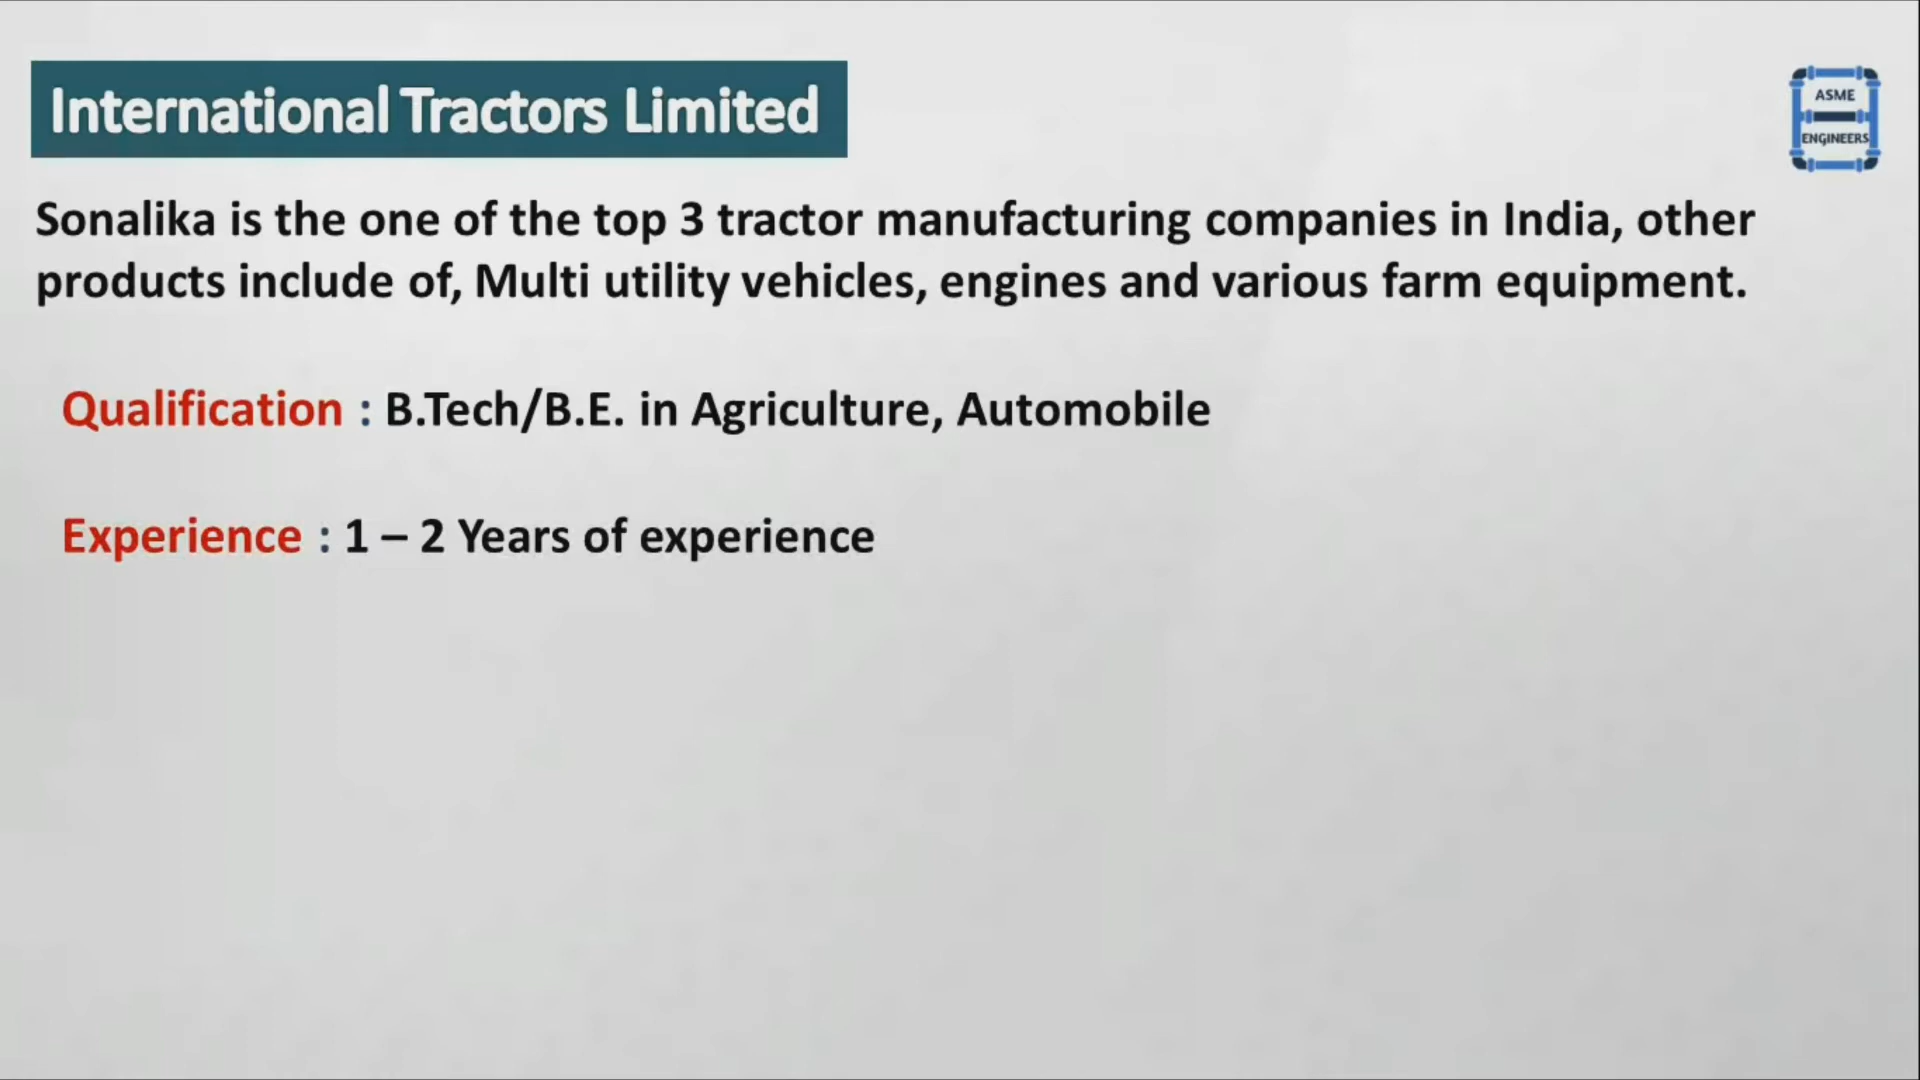 International Tractors Limited
ASME
ENGINEERS
Sonalika is the one of the top 3 tractor manufacturing companies in India, other
products include of, Multi utility vehicles, engines and various farm equipment.
Qualification : B.Tech/B.E. in Agriculture, Automobile
Experience : 1 – 2 Years of experience